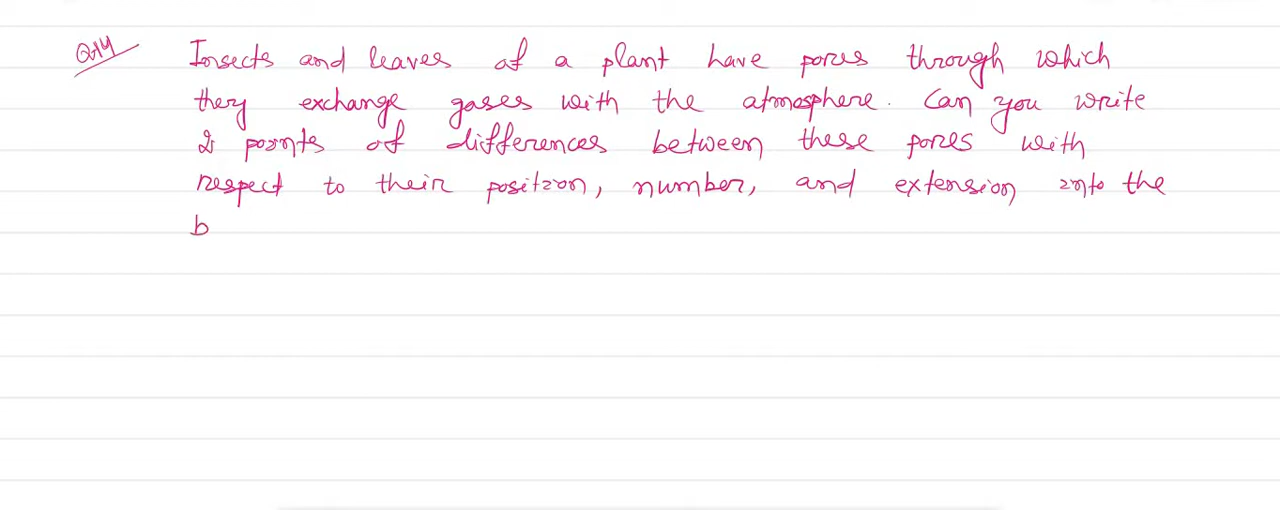 Q.14 Insects and leaves of a plant have pores through which
they exchange gases with the atmosphere. Can you write
2 points of differences between these pores with
respect to their position, number, and extension into the
b